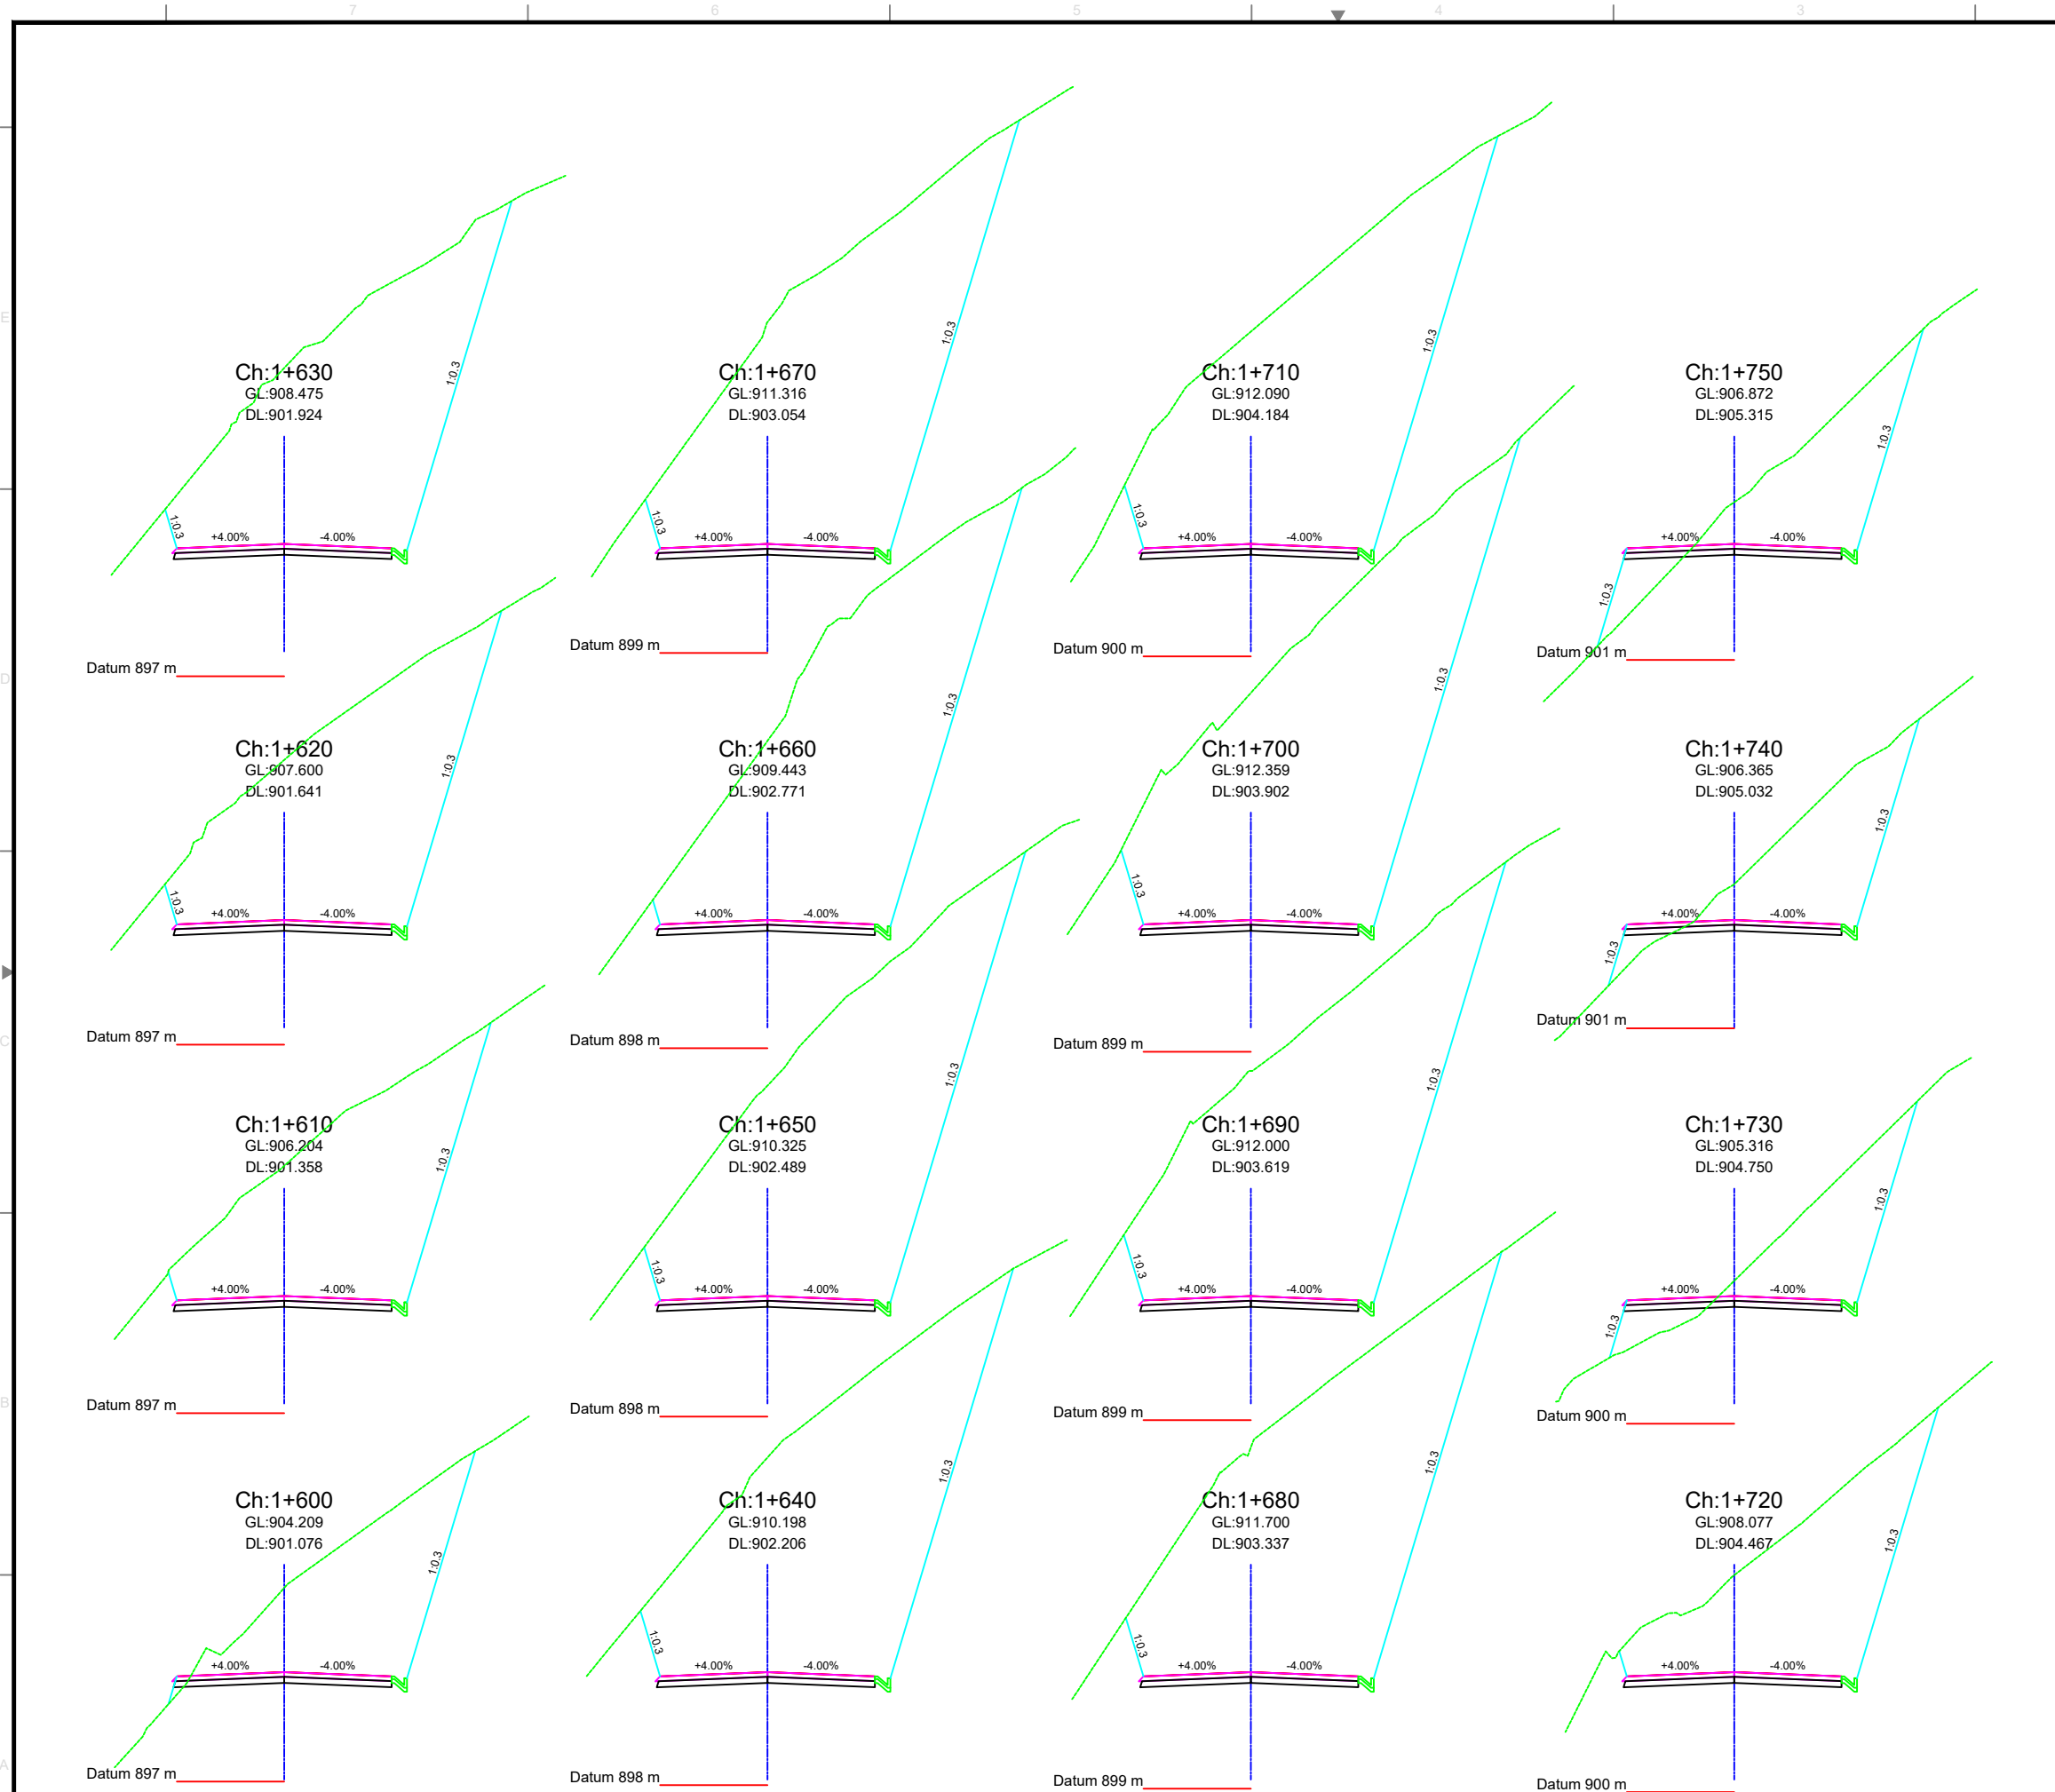 7 6 5 4 3
E
Ch:1+630
GL:908.475
DL:901.924
1:0.3
1:0.3
+4.00% -4.00%
Datum 897 m
Ch:1+670
GL:911.316
DL:903.054
1:0.3
1:0.3
+4.00% -4.00%
Datum 899 m
Ch:1+710
GL:912.090
DL:904.184
1:0.3
1:0.3
+4.00% -4.00%
Datum 900 m
Ch:1+750
GL:906.872
DL:905.315
1:0.3
+4.00% -4.00%
1:0.3
Datum 901 m
D
Ch:1+620
GL:907.600
DL:901.641
1:0.3
1:0.3
+4.00% -4.00%
Datum 897 m
Ch:1+660
GL:909.443
DL:902.771
1:0.3
+4.00% -4.00%
Datum 898 m
Ch:1+700
GL:912.359
DL:903.902
1:0.3
1:0.3
+4.00% -4.00%
Datum 899 m
Ch:1+740
GL:906.365
DL:905.032
1:0.3
+4.00% -4.00%
1:0.3
Datum 901 m
C
Ch:1+610
GL:906.204
DL:901.358
1:0.3
+4.00% -4.00%
Datum 897 m
Ch:1+650
GL:910.325
DL:902.489
1:0.3
1:0.3
+4.00% -4.00%
Datum 898 m
Ch:1+690
GL:912.000
DL:903.619
1:0.3
1:0.3
+4.00% -4.00%
Datum 899 m
Ch:1+730
GL:905.316
DL:904.750
1:0.3
+4.00% -4.00%
1:0.3
Datum 900 m
B
Ch:1+600
GL:904.209
DL:901.076
1:0.3
+4.00% -4.00%
Datum 897 m
Ch:1+640
GL:910.198
DL:902.206
1:0.3
1:0.3
+4.00% -4.00%
Datum 898 m
Ch:1+680
GL:911.700
DL:903.337
1:0.3
1:0.3
+4.00% -4.00%
Datum 899 m
Ch:1+720
GL:908.077
DL:904.467
1:0.3
+4.00% -4.00%
Datum 900 m
A